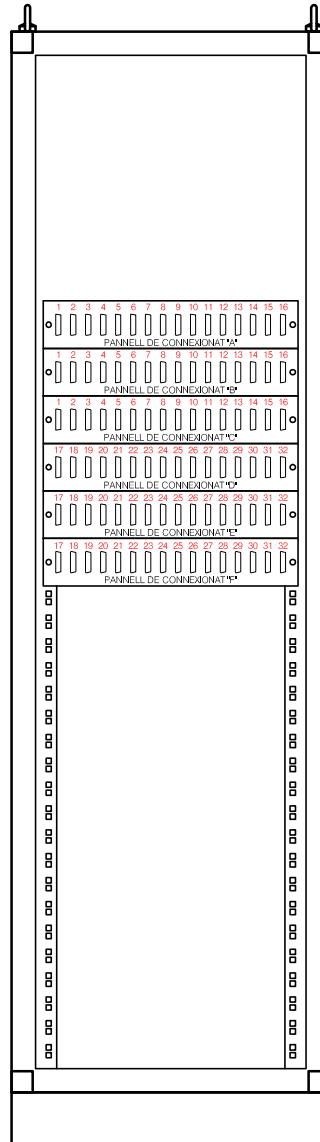 1 2 3 4 5 6 7 8 9 10 11 12 13 14 15 16
PANNELL DE CONNEXIONAT "A"
1 2 3 4 5 6 7 8 9 10 11 12 13 14 15 16
PANNELL DE CONNEXIONAT "B"
1 2 3 4 5 6 7 8 9 10 11 12 13 14 15 16
PANNELL DE CONNEXIONAT "C"
17 18 19 20 21 22 23 24 25 26 27 28 29 30 31 32
PANNELL DE CONNEXIONAT "D"
17 18 19 20 21 22 23 24 25 26 27 28 29 30 31 32
PANNELL DE CONNEXIONAT "E"
17 18 19 20 21 22 23 24 25 26 27 28 29 30 31 32
PANNELL DE CONNEXIONAT "F"